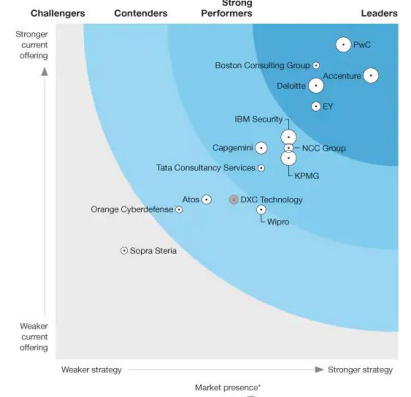 Challengers
Contenders
Strong
Performers
Leaders
Stronger
current
offering
PwC
Boston Consulting Group
Accenture
Deloitte
EY
IBM Security
Capgemini
NCC Group
Tata Consultancy Services
KPMG
Atos
DXC Technology
Orange Cyberdefense
Wipro
Sopra Steria
Weaker
current
offering
Weaker strategy
Stronger strategy
Market presence*